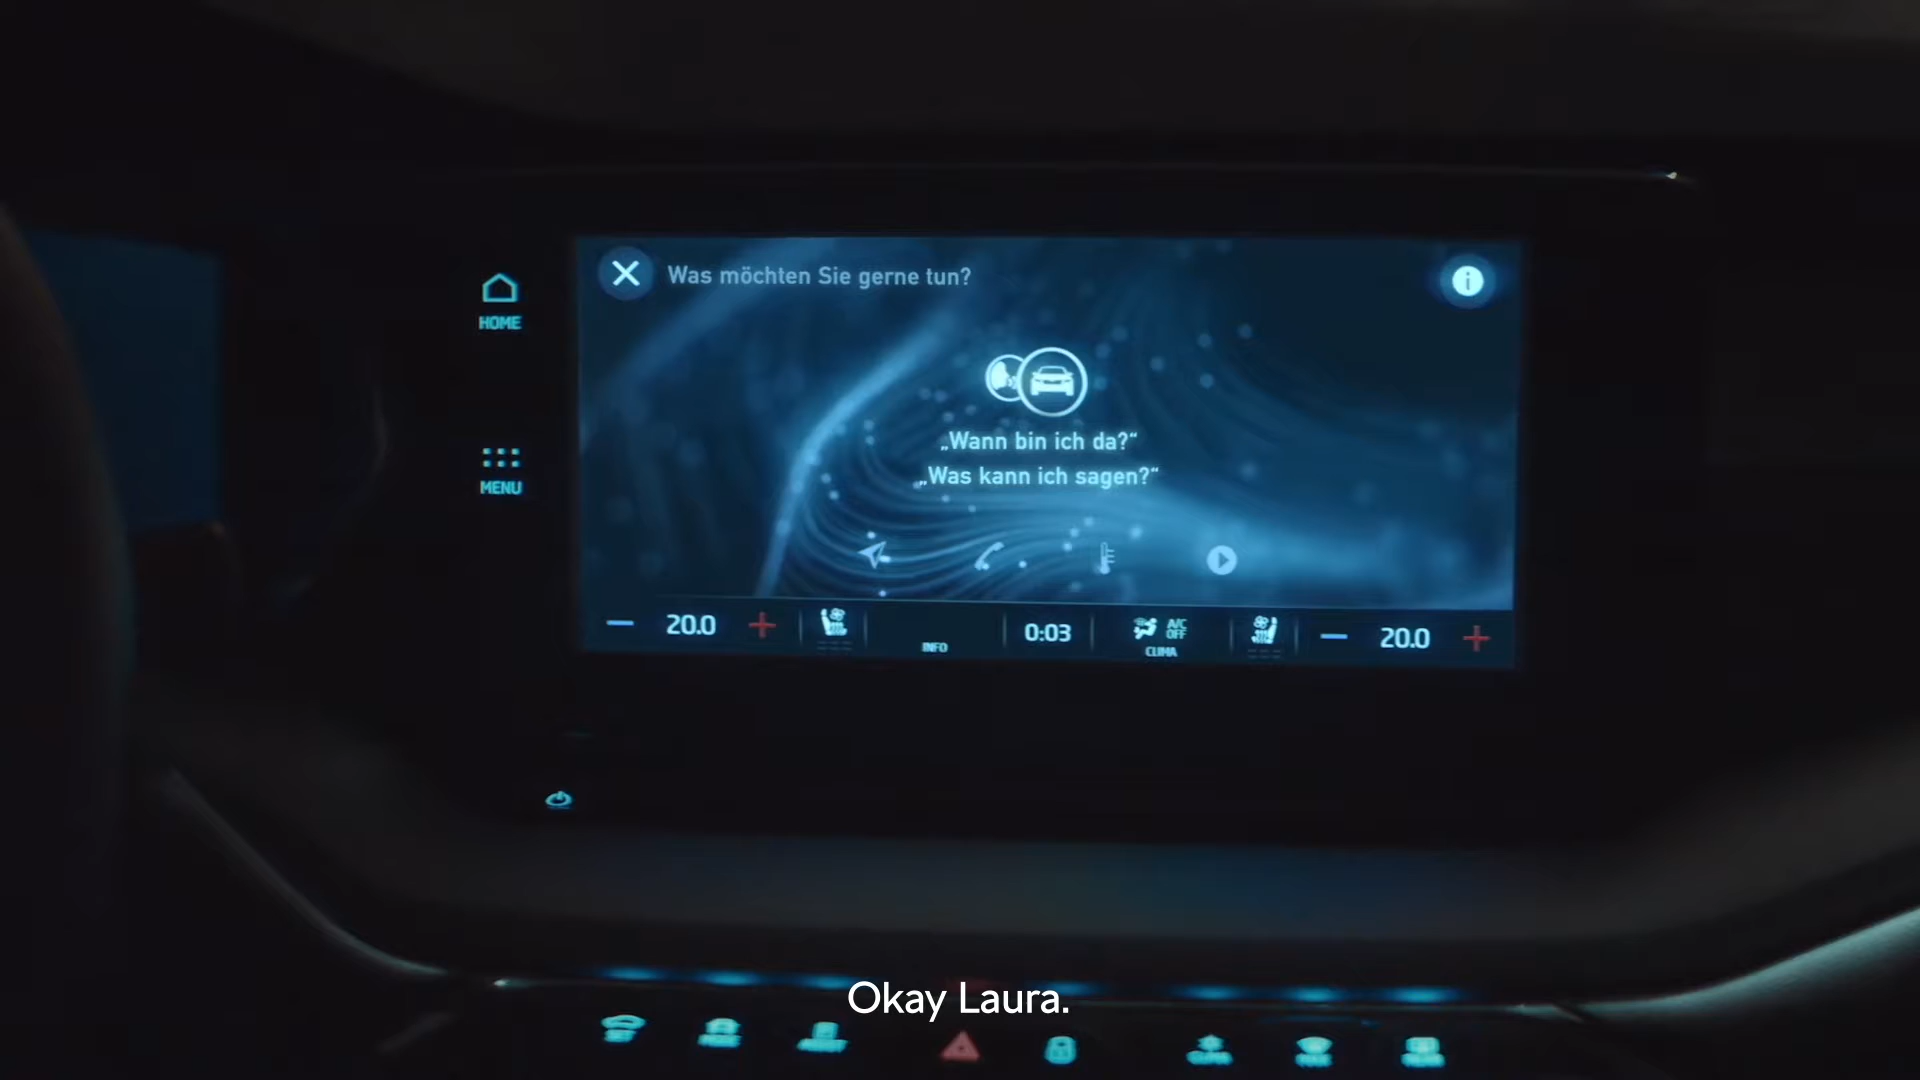 Was möchten Sie gerne tun?
HOME
„Wann bin ich da?“
MENU
„Was kann ich sagen?“
20.0
INFO
0:03
A/C
OFF
CLIMA
20.0
Okay Laura.
SET